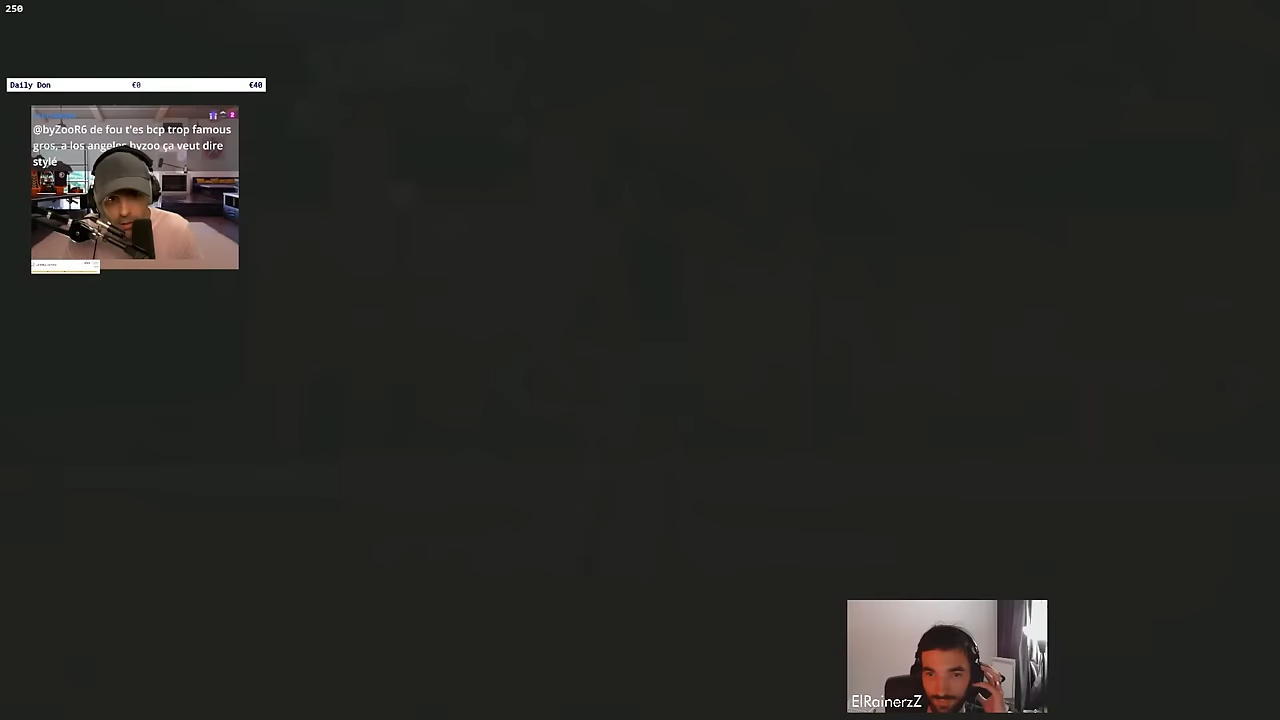 250
Daily Don €0 €40
@byZooR6 de fou t'es bcp trop famous
gros, a los angeles byzoo ça veut dire
stylé
ElRainerzZ